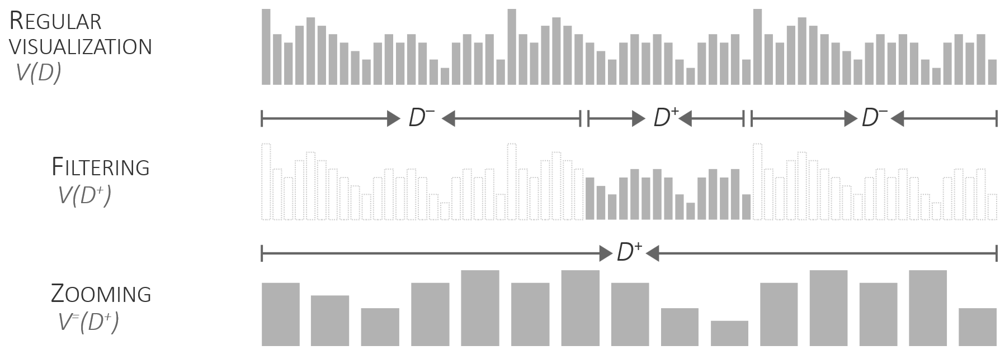 REGULAR
VISUALIZATION
V(D)
D⁻ D⁺ D⁻
FILTERING
V(D⁺)
D⁺
ZOOMING
V⁼(D⁺)